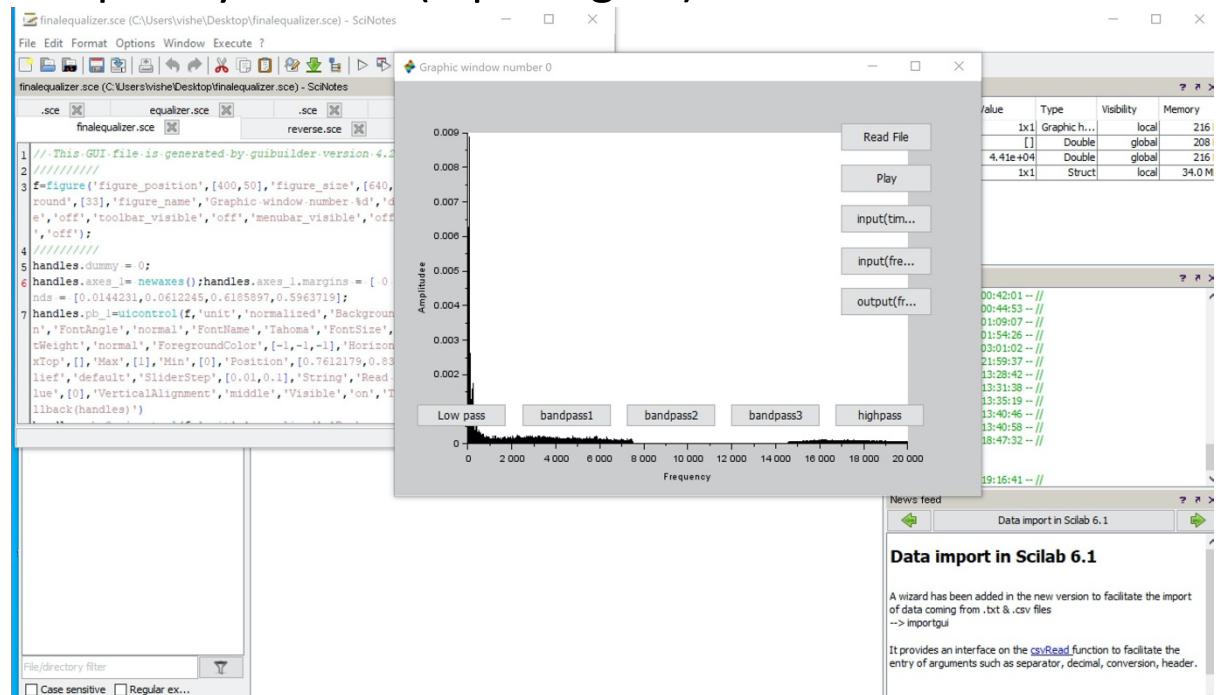 finalequalizer.sce (C:\Users\vishe\Desktop\finalequalizer.sce) - SciNotes
File Edit Format Options Window Execute ?
finalequalizer.sce (C:\Users\vishe\Desktop\finalequalizer.sce) - SciNotes
.sce equalizer.sce .sce
finalequalizer.sce reverse.sce
1 // This GUI file is generated by guibuilder version 4.2
2 //////////
3 f=figure('figure_position',[400,50],'figure_size',[640,
round',[33],'figure_name','Graphic window number %d','d
e','off','toolbar_visible','off','menubar_visible','off
','off');
4 //////////
5 handles.dummy = 0;
6 handles.axes_1= newaxes();handles.axes_1.margins = [ 0
nds = [0.0144231,0.0612245,0.6185897,0.5963719];
7 handles.pb_1=uicontrol(f,'unit','normalized','Backgroun
n','FontAngle','normal','FontName','Tahoma','FontSize',
tWeight','normal','ForegroundColor',[-1,-1,-1],'Horizon
xTop',[],'Max',[1],'Min',[0],'Position',[0.7612179,0.83
lief','default','SliderStep',[0.01,0.1],'String','Read
lue',[0],'VerticalAlignment','middle','Visible','on','T
llback(handles)')
Graphic window number 0
0.009
0.008
0.007
0.006
0.005
0.004
0.003
0.002
0
Amplitudee
Read File
Play
input(tim...
input(fre...
output(fr...
Low pass bandpass1 bandpass2 bandpass3 highpass
0 2 000 4 000 6 000 8 000 10 000 12 000 14 000 16 000 18 000 20 000
Frequency
Value Type Visibility Memory
1x1 Graphic h... local 216
[] Double global 208
4.41e+04 Double global 216
1x1 Struct local 34.0 M
00:42:01 -- //
00:44:53 -- //
01:09:07 -- //
01:54:26 -- //
03:01:02 -- //
21:59:37 -- //
13:28:42 -- //
13:31:38 -- //
13:35:19 -- //
13:40:46 -- //
13:40:58 -- //
18:47:32 -- //
19:16:41 -- //
News feed
Data import in Scilab 6.1
Data import in Scilab 6.1
A wizard has been added in the new version to facilitate the import
of data coming from .txt & .csv files
--> importgui
It provides an interface on the csvRead function to facilitate the
entry of arguments such as separator, decimal, conversion, header.
File/directory filter
Case sensitive Regular ex...